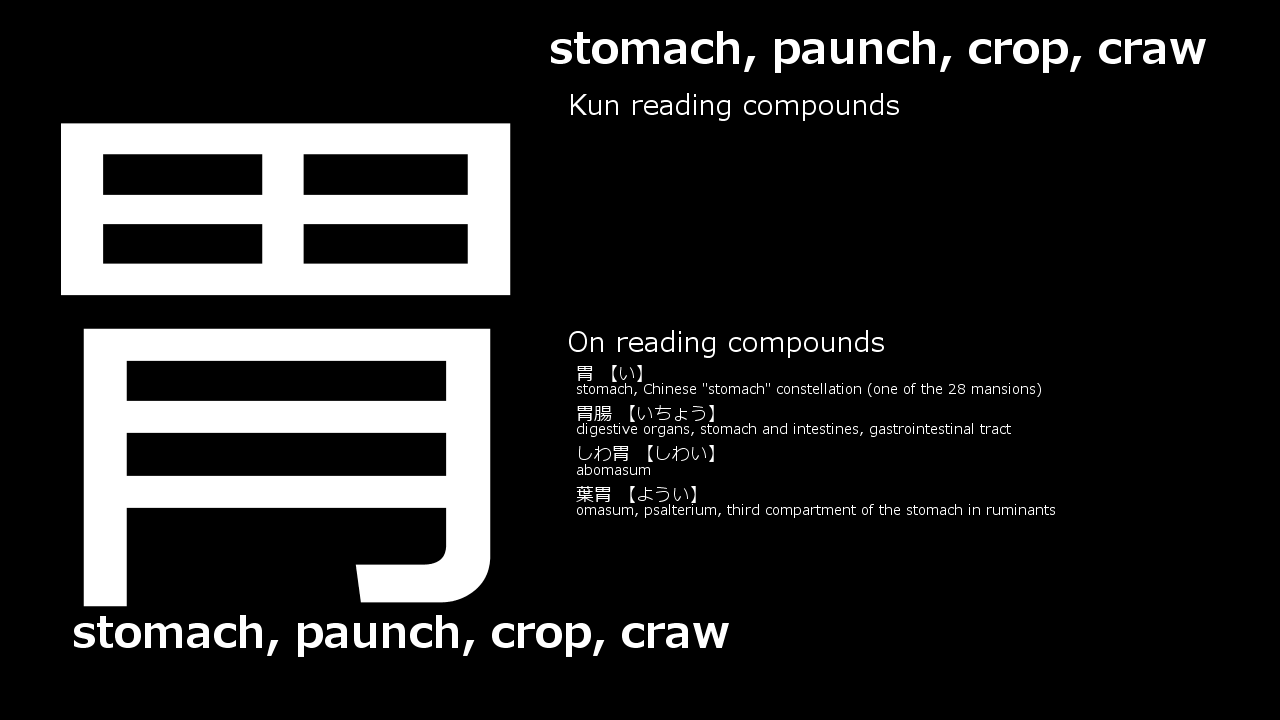 stomach, paunch, crop, craw
Kun reading compounds
胃
On reading compounds
胃 【い】
stomach, Chinese "stomach" constellation (one of the 28 mansions)
胃腸 【いちょう】
digestive organs, stomach and intestines, gastrointestinal tract
しわ胃 【しわい】
abomasum
葉胃 【ようい】
omasum, psalterium, third compartment of the stomach in ruminants
stomach, paunch, crop, craw